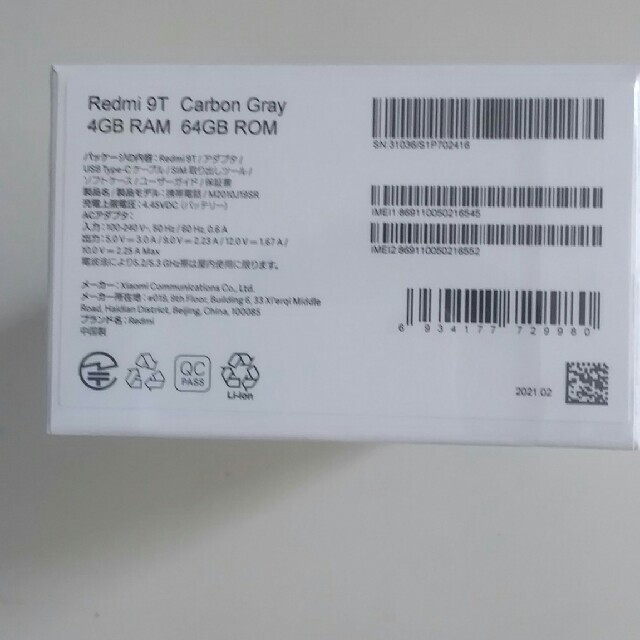 Redmi 9T Carbon Gray
4GB RAM 64GB ROM
パッケージの内容: Redmi 9T / アダプタ /
USB Type-C ケーブル / SIM 取り出しツール /
ソフトケース / ユーザーガイド / 保証書
製品名 / 製品モデル : 携帯電話 / M2010J19SR
充電上限電圧 : 4.45VDC (バッテリー)
ACアダプタ :
入力 : 100-240 V~, 50 Hz / 60 Hz, 0.6 A
出力 : 5.0 V ⎓ 3.0 A / 9.0 V ⎓ 2.23 A / 12.0 V ⎓ 1.67 A /
10.0 V ⎓ 2.25 A Max
電波法により5.2/5.3 GHz帯は屋内使用に限ります。
メーカー : Xiaomi Communications Co., Ltd.
メーカー所在地 : #019, 9th Floor, Building 6, 33 Xi'erqi Middle
Road, Haidian District, Beijing, China, 100085
ブランド名 : Redmi
中国製
QC
PASS
Li-ion
SN:31036/S1P702416
IMEI1:869110050216545
IMEI2:869110050216552
6 934177 729960
2021.02